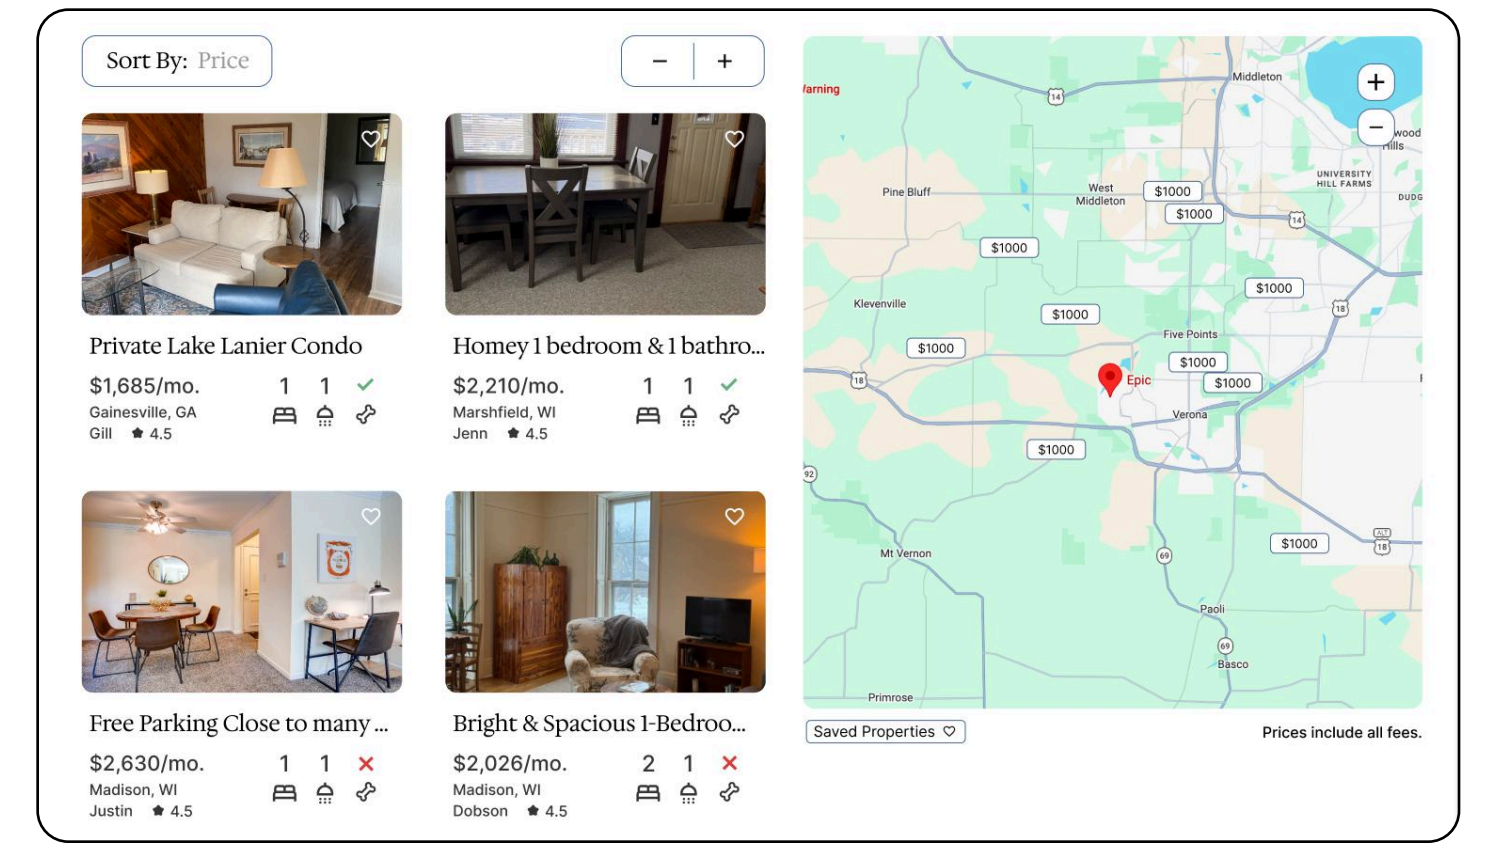 Sort By: Price
− +
Private Lake Lanier Condo
$1,685/mo. 1 1
Gainesville, GA
Gill 4.5
Homey 1 bedroom & 1 bathro...
$2,210/mo. 1 1
Marshfield, WI
Jenn 4.5
Free Parking Close to many ...
$2,630/mo. 1 1
Madison, WI
Justin 4.5
Bright & Spacious 1-Bedroo...
$2,026/mo. 2 1
Madison, WI
Dobson 4.5
Middleton
+
14
arning
−
wood
Hills
UNIVERSITY
HILL FARMS
Pine Bluff
West
Middleton
$1000
DUDG
$1000
14
$1000
$1000
Klevenville
18
$1000
Five Points
$1000
$1000
18
Epic
$1000
Verona
$1000
92
ALT
18
$1000
Mt Vernon
69
Paoli
69
Basco
Primrose
Saved Properties
Prices include all fees.